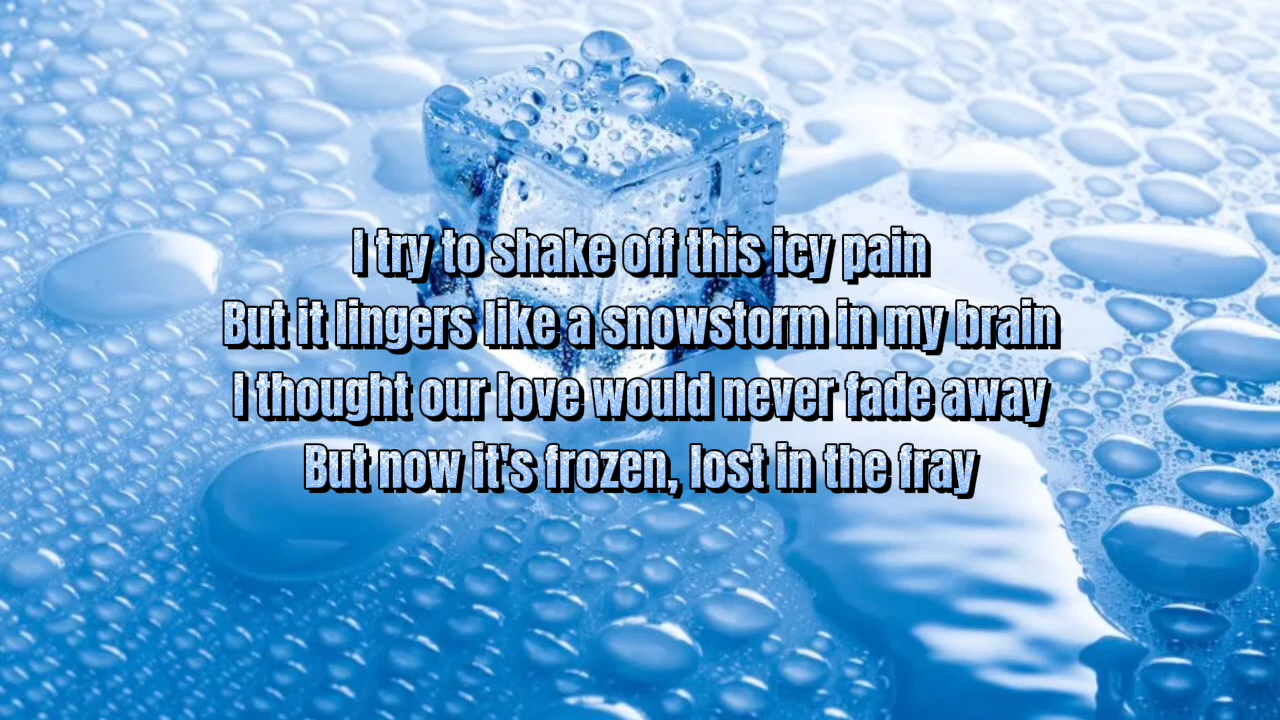 I try to shake off this icy pain
But it lingers like a snowstorm in my brain
I thought our love would never fade away
But now it's frozen, lost in the fray